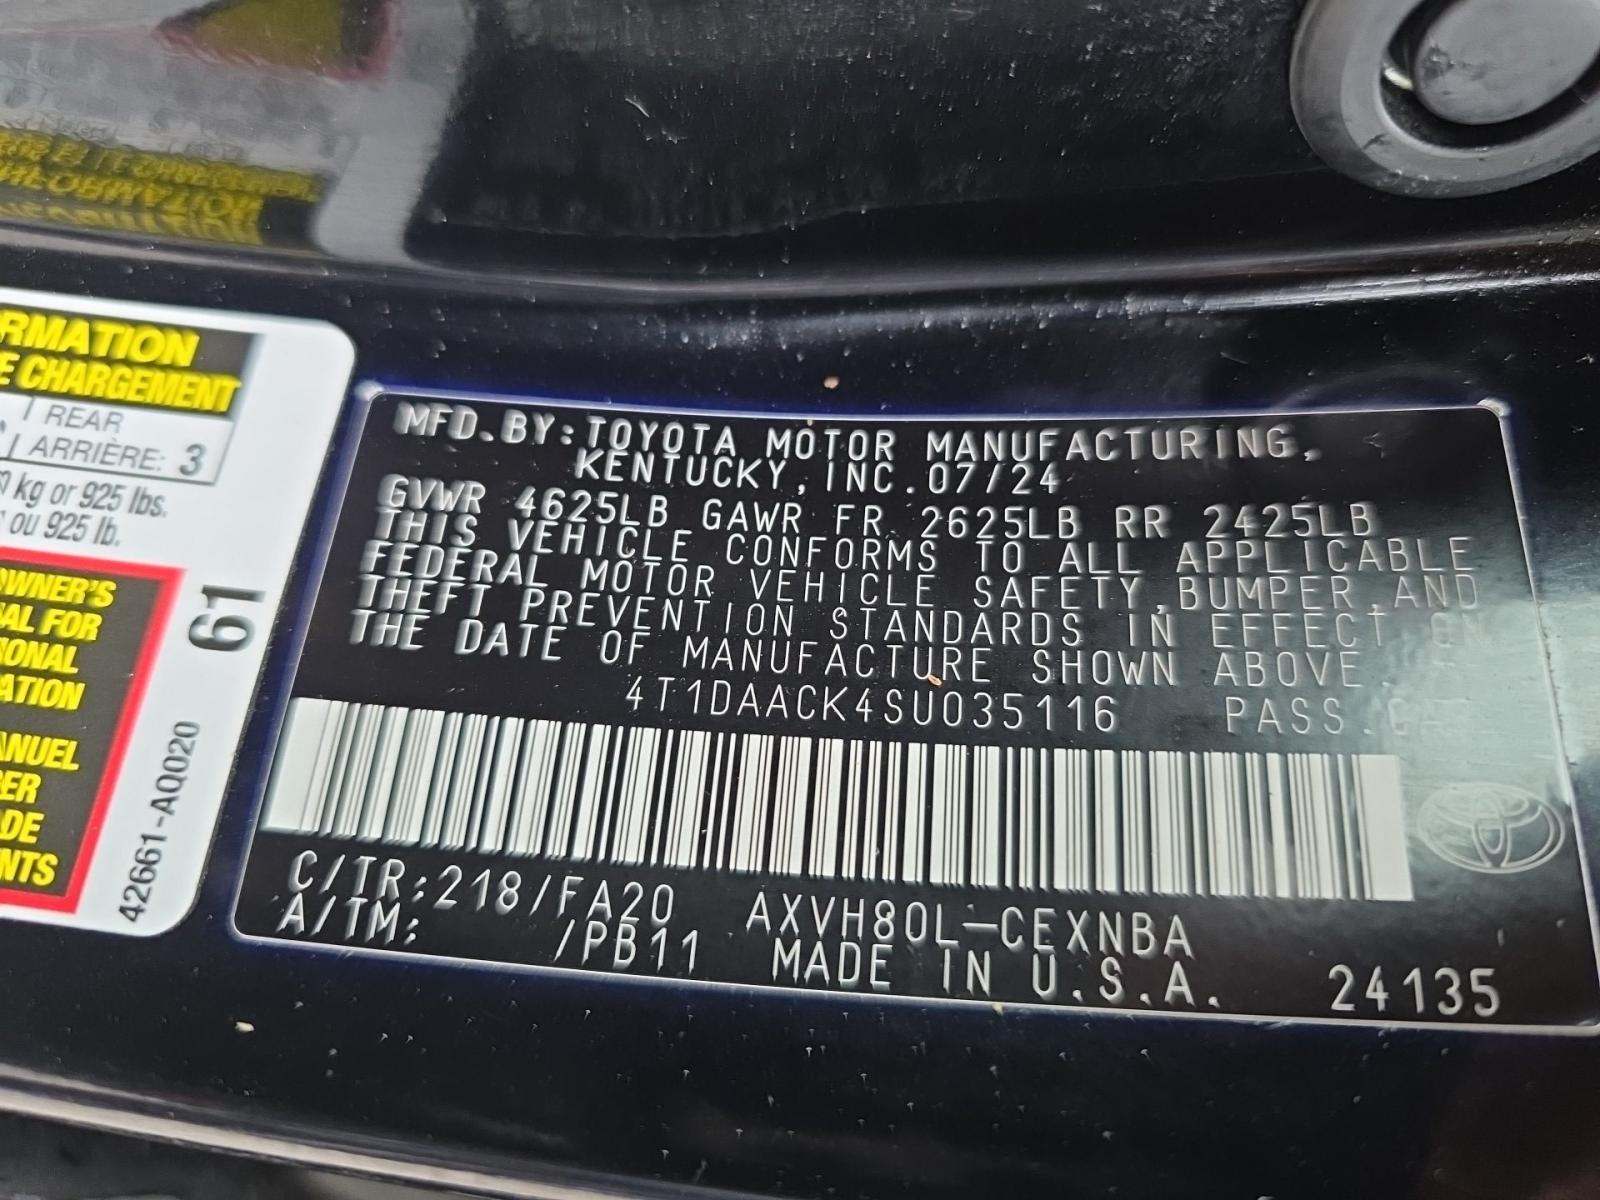 RMATION
E CHARGEMENT
REAR
ARRIÈRE: 3
kg or 925 lbs.
ou 925 lb.
OWNER'S
AL FOR
ONAL
ATION
ANUEL
ER
DE
NTS
42661-AQ020
61
MFD.BY:TOYOTA MOTOR MANUFACTURING,
KENTUCKY,INC.07/24
GVWR 4625LB GAWR FR 2625LB RR 2425LB
THIS VEHICLE CONFORMS TO ALL APPLICABLE
FEDERAL MOTOR VEHICLE SAFETY,BUMPER,AND
THEFT PREVENTION STANDARDS IN EFFECT ON
THE DATE OF MANUFACTURE SHOWN ABOVE
4T1DAACK4SU035116 PASS.CAR
C/TR:218/FA20 AXVH80L-CEXNBA
A/TM: /PB11 MADE IN U.S.A. 24135